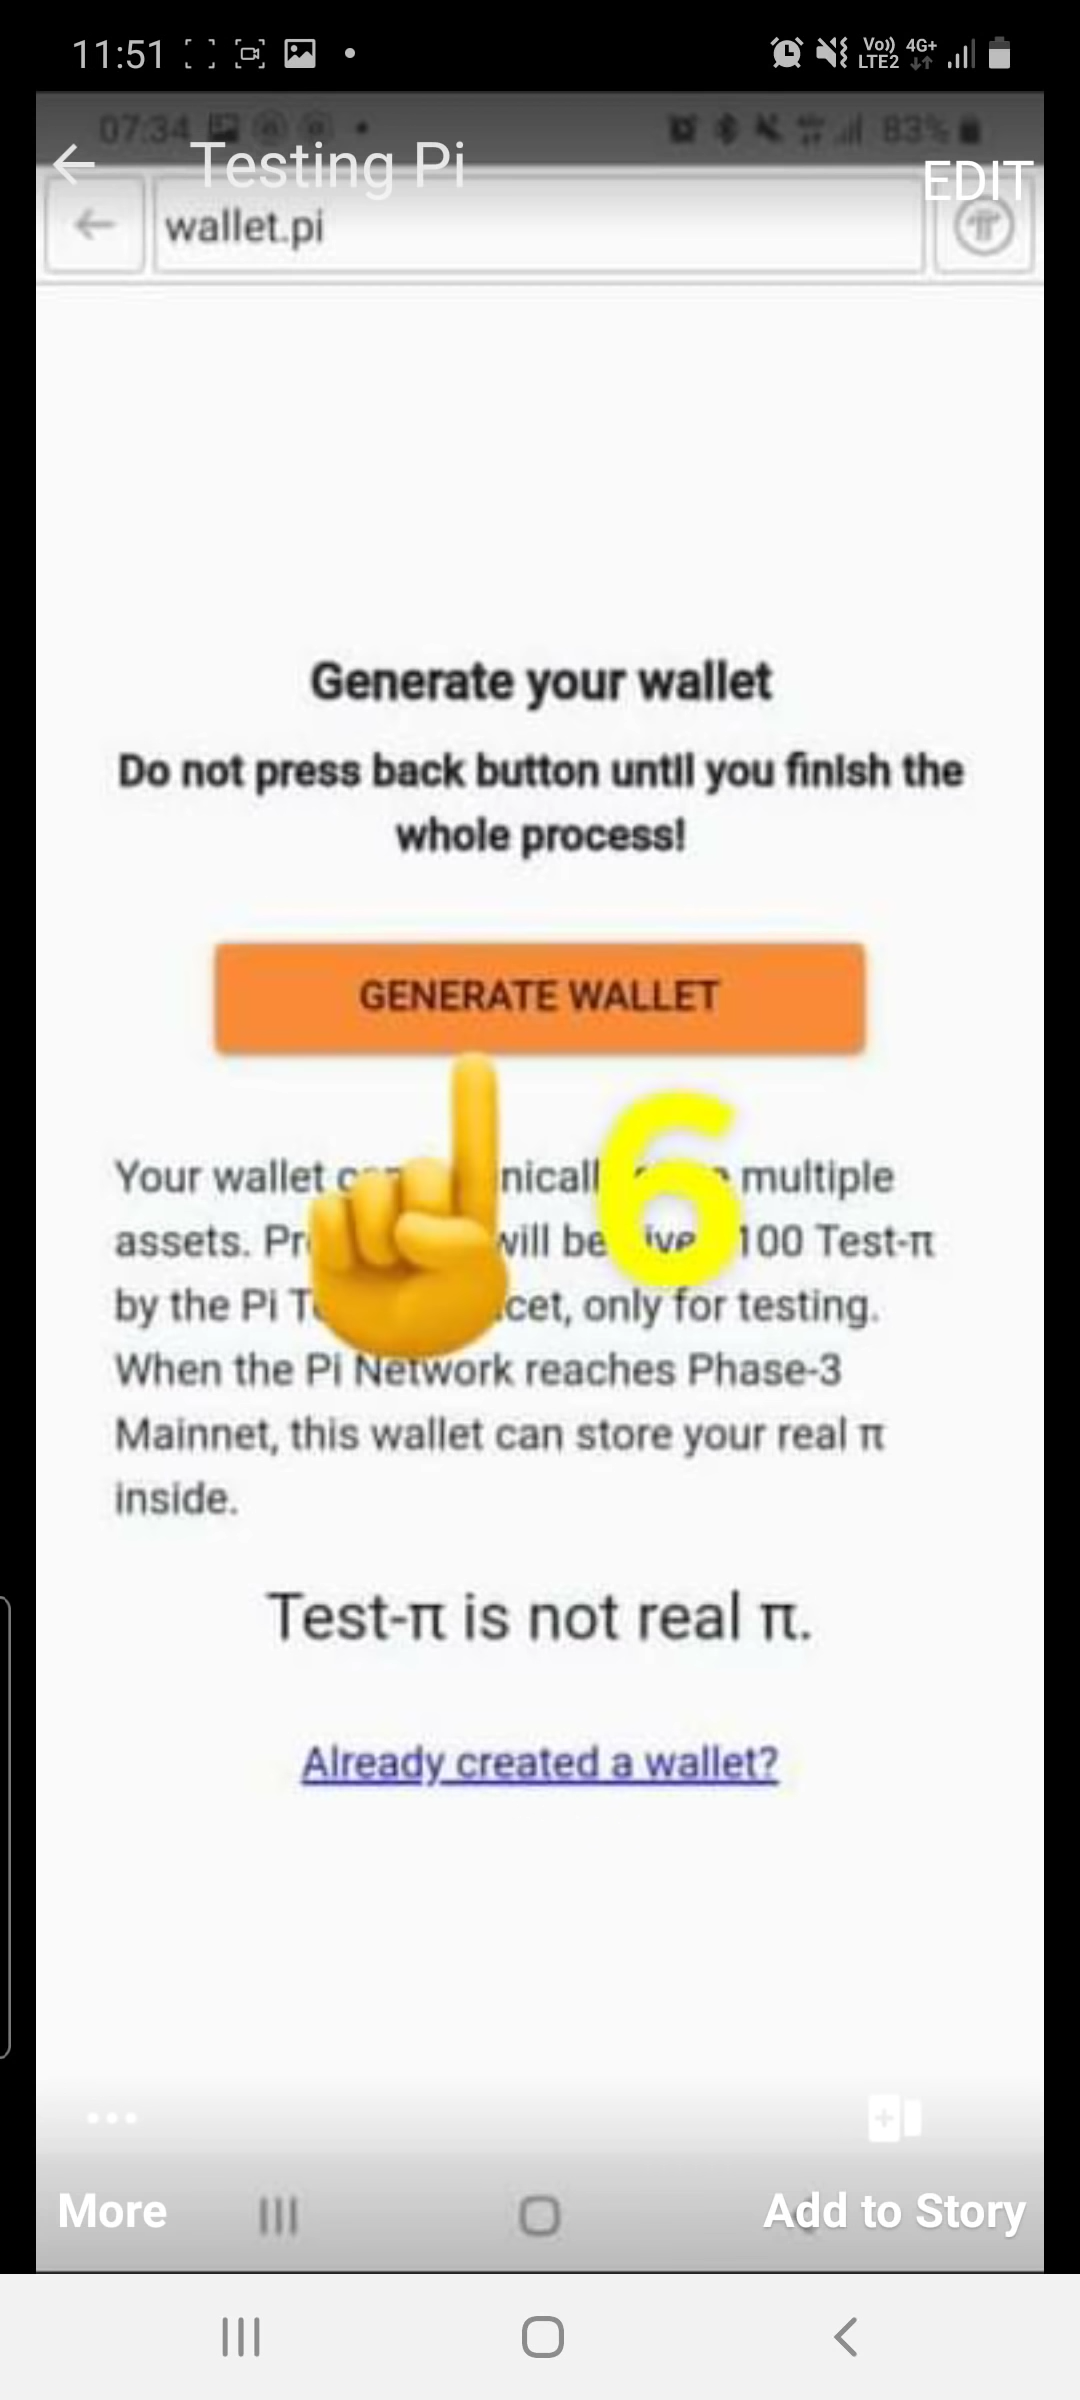 11:51
Vo)) LTE2 4G+
07:34 83%
Testing Pi
EDIT
wallet.pi
Generate your wallet
Do not press back button until you finish the
whole process!
GENERATE WALLET
6
Your wallet multiple
assets. will be 100 Test-π
by the Pi only for testing.
When the Pi Network reaches Phase-3
Mainnet, this wallet can store your real π
inside.
Test-π is not real π.
Already created a wallet?
More
Add to Story